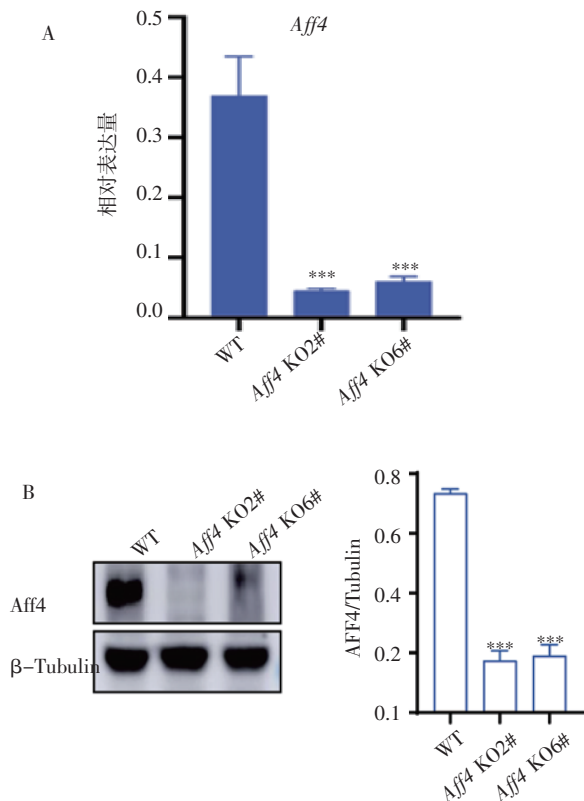 A
Aff4
相对表达量
0.5
0.4
0.3
0.2
0.1
0.0
***
***
WT
Aff4 KO2#
Aff4 KO6#
B
WT
Aff4 KO2#
Aff4 KO6#
Aff4
β-Tubulin
AFF4/Tubulin
0.8
0.8
0.4
0.2
0.1
***
***
WT
Aff4 KO2#
Aff4 KO6#